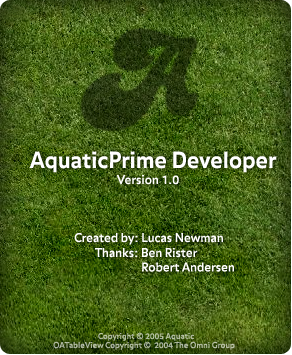 A
AquaticPrime Developer
Version 1.0
Created by: Lucas Newman
Thanks: Ben Rister
Robert Andersen
Copyright © 2005 Aquatic
OATableView Copyright © 2004 The Omni Group